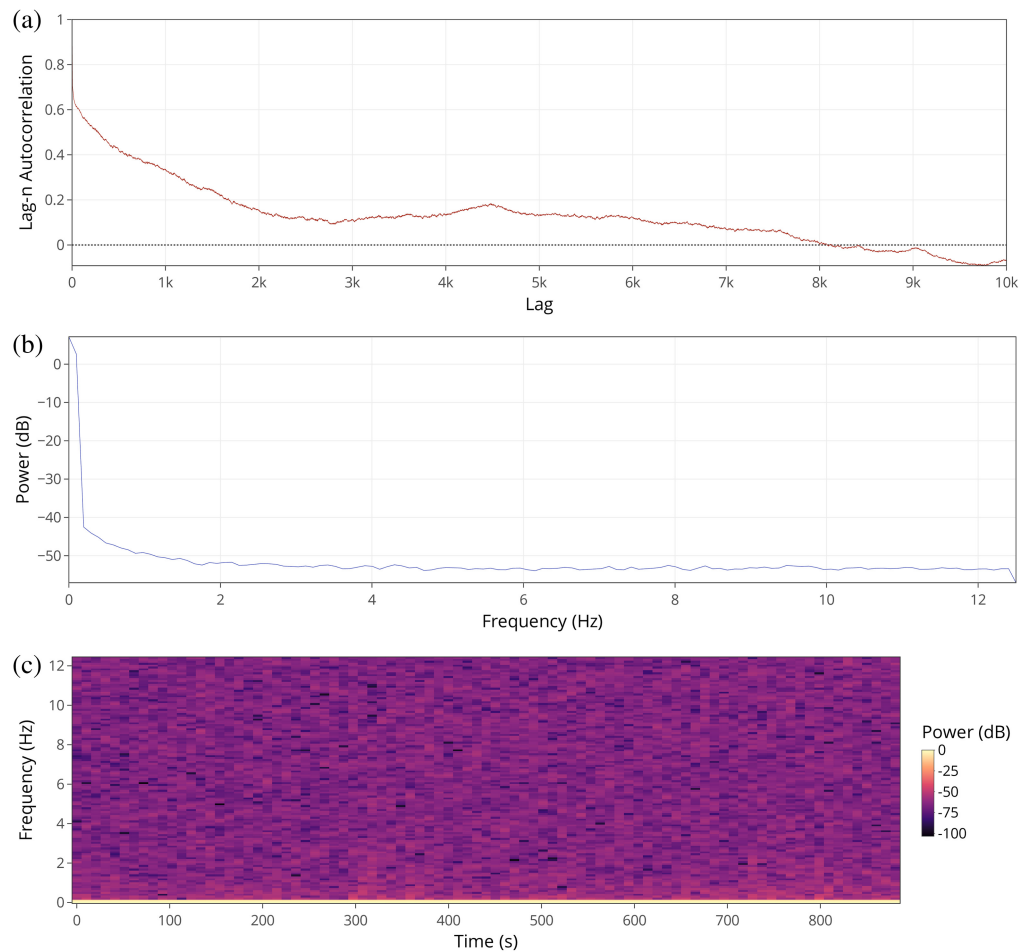 (a)
1
0.8
0.6
0.4
0.2
0
Lag-n Autocorrelation
0 1k 2k 3k 4k 5k 6k 7k 8k 9k 10k
Lag
(b)
0
−10
−20
−30
−40
−50
Power (dB)
0 2 4 6 8 10 12
Frequency (Hz)
(c)
12
10
8
6
4
2
0
Frequency (Hz)
0 100 200 300 400 500 600 700 800
Time (s)
Power (dB)
0
-25
-50
-75
-100